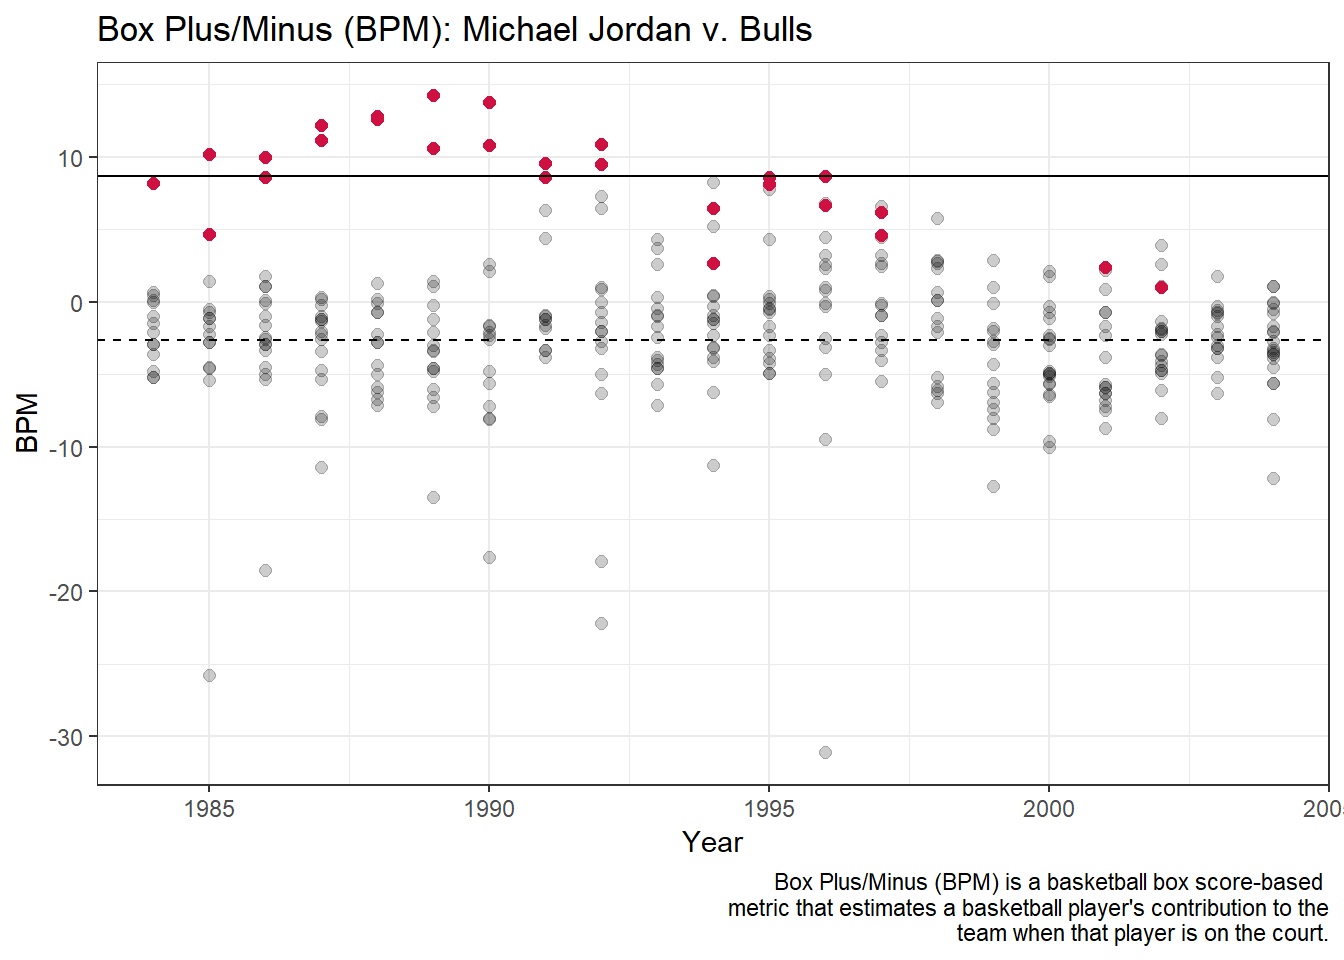 Box Plus/Minus (BPM): Michael Jordan v. Bulls
BPM
10
0
-10
-20
-30
1985
1990
1995
2000
200
Year
Box Plus/Minus (BPM) is a basketball box score-based
metric that estimates a basketball player's contribution to the
team when that player is on the court.